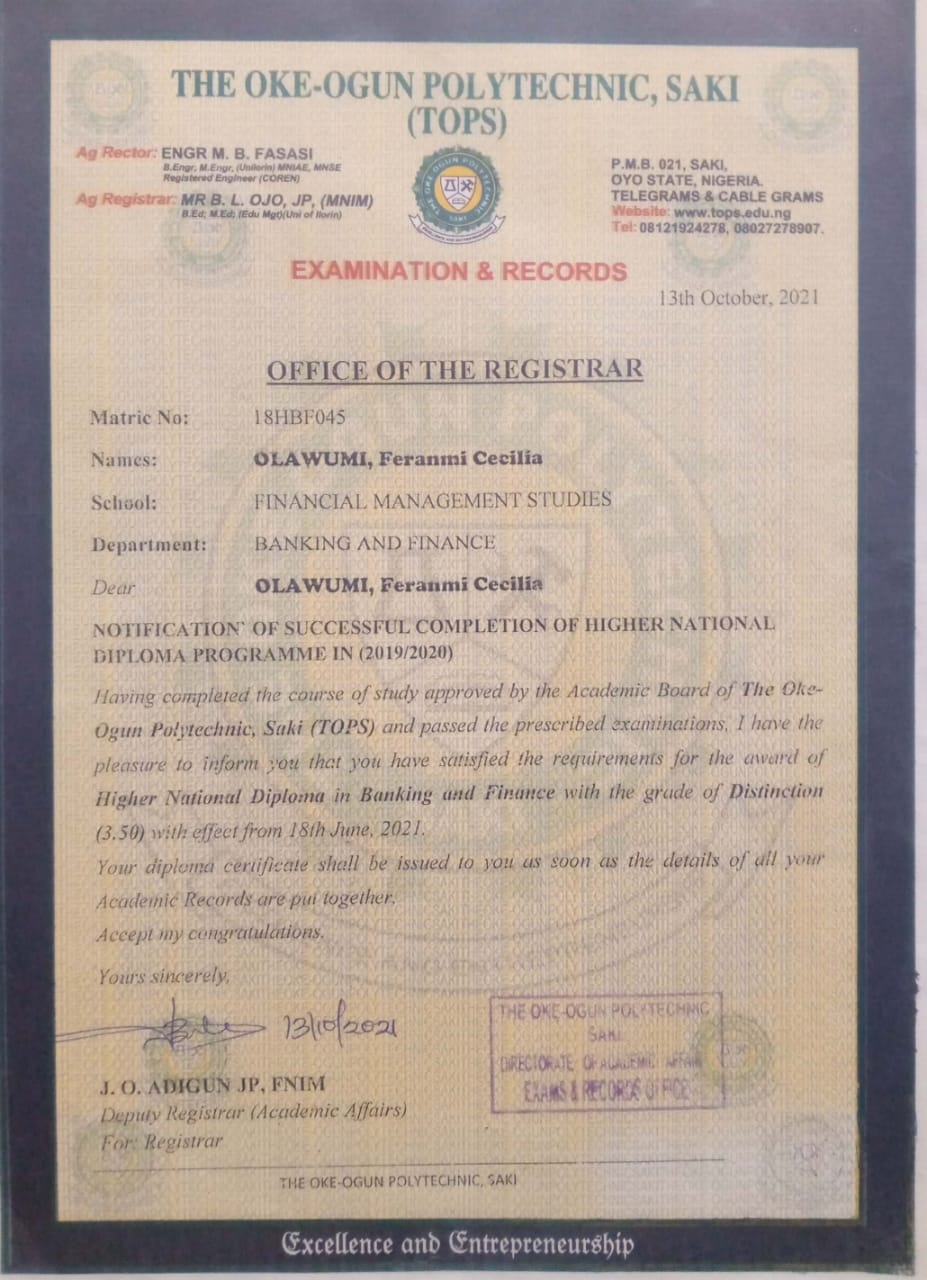 THE OKE-OGUN POLYTECHNIC, SAKI
(TOPS)
Ag Rector: ENGR M. B. FASASI
B.Engr; M.Engr, (Unilorin) MNIAE, MNSE
Registered Engineer (COREN)
Ag Registrar: MR B. L. OJO, JP, (MNIM)
B.Ed; M.Ed; (Edu Mgt)(Uni of Ilorin)
THE OKE OGUN POLYTECHNIC
P.M.B. 021, SAKI,
OYO STATE, NIGERIA.
TELEGRAMS & CABLE GRAMS
Website: www.tops.edu.ng
Tel: 08121924278, 08027278907.
EXAMINATION & RECORDS
13th October, 2021
OFFICE OF THE REGISTRAR
Matric No: 18HBF045
Names: OLAWUMI, Feranmi Cecilia
School: FINANCIAL MANAGEMENT STUDIES
Department: BANKING AND FINANCE
Dear OLAWUMI, Feranmi Cecilia
NOTIFICATION OF SUCCESSFUL COMPLETION OF HIGHER NATIONAL
DIPLOMA PROGRAMME IN (2019/2020)
Having completed the course of study approved by the Academic Board of The Oke-
Ogun Polytechnic, Saki (TOPS) and passed the prescribed examinations, I have the
pleasure to inform you that you have satisfied the requirements for the award of
Higher National Diploma in Banking and Finance with the grade of Distinction
(3.50) with effect from 18th June, 2021.
Your diploma certificate shall be issued to you as soon as the details of all your
Academic Records are put together.
Accept my congratulations.
Yours sincerely,
13/10/2021
THE OKE-OGUN POLYTECHNIC
SAKI
DIRECTORATE OF ACADEMIC AFFAIR
EXAMS & RECORDS OFFICE
J. O. ADIGUN JP, FNIM
Deputy Registrar (Academic Affairs)
For: Registrar
THE OKE-OGUN POLYTECHNIC, SAKI
Excellence and Entrepreneurship